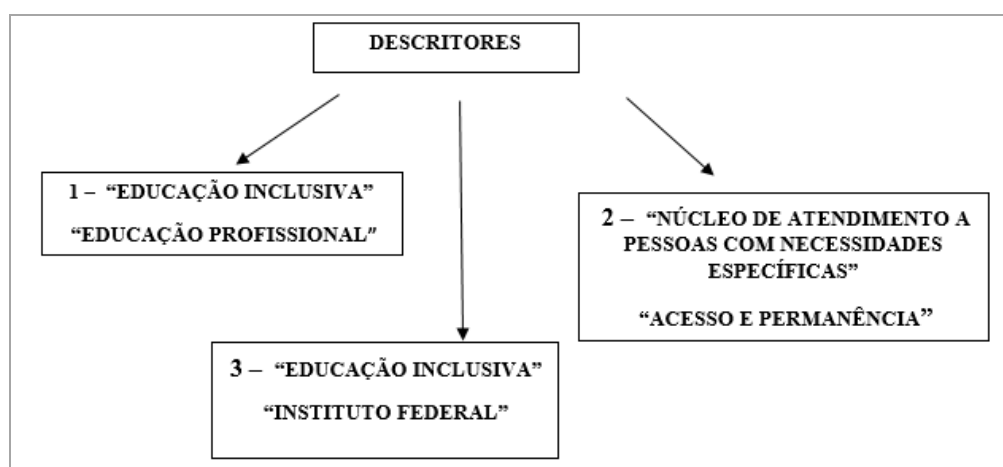 DESCRITORES
1 – “EDUCAÇÃO INCLUSIVA”
“EDUCAÇÃO PROFISSIONAL”
2 – “NÚCLEO DE ATENDIMENTO A
PESSOAS COM NECESSIDADES
ESPECÍFICAS”
“ACESSO E PERMANÊNCIA”
3 – “EDUCAÇÃO INCLUSIVA”
“INSTITUTO FEDERAL”